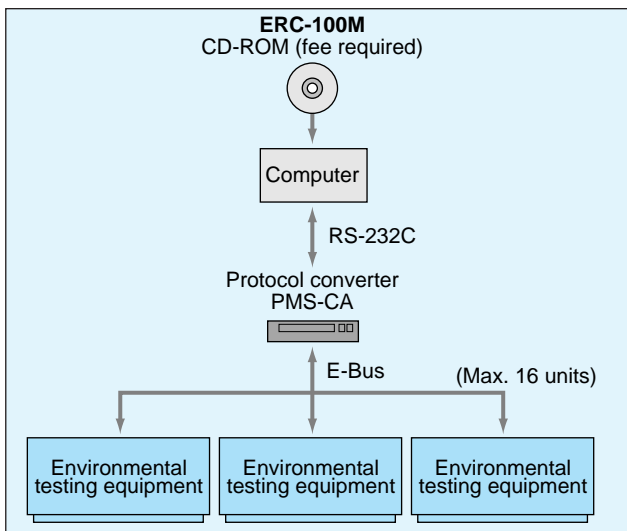 ERC-100M
CD-ROM (fee required)
Computer
RS-232C
Protocol converter
PMS-CA
E-Bus
(Max. 16 units)
Environmental
testing equipment
Environmental
testing equipment
Environmental
testing equipment